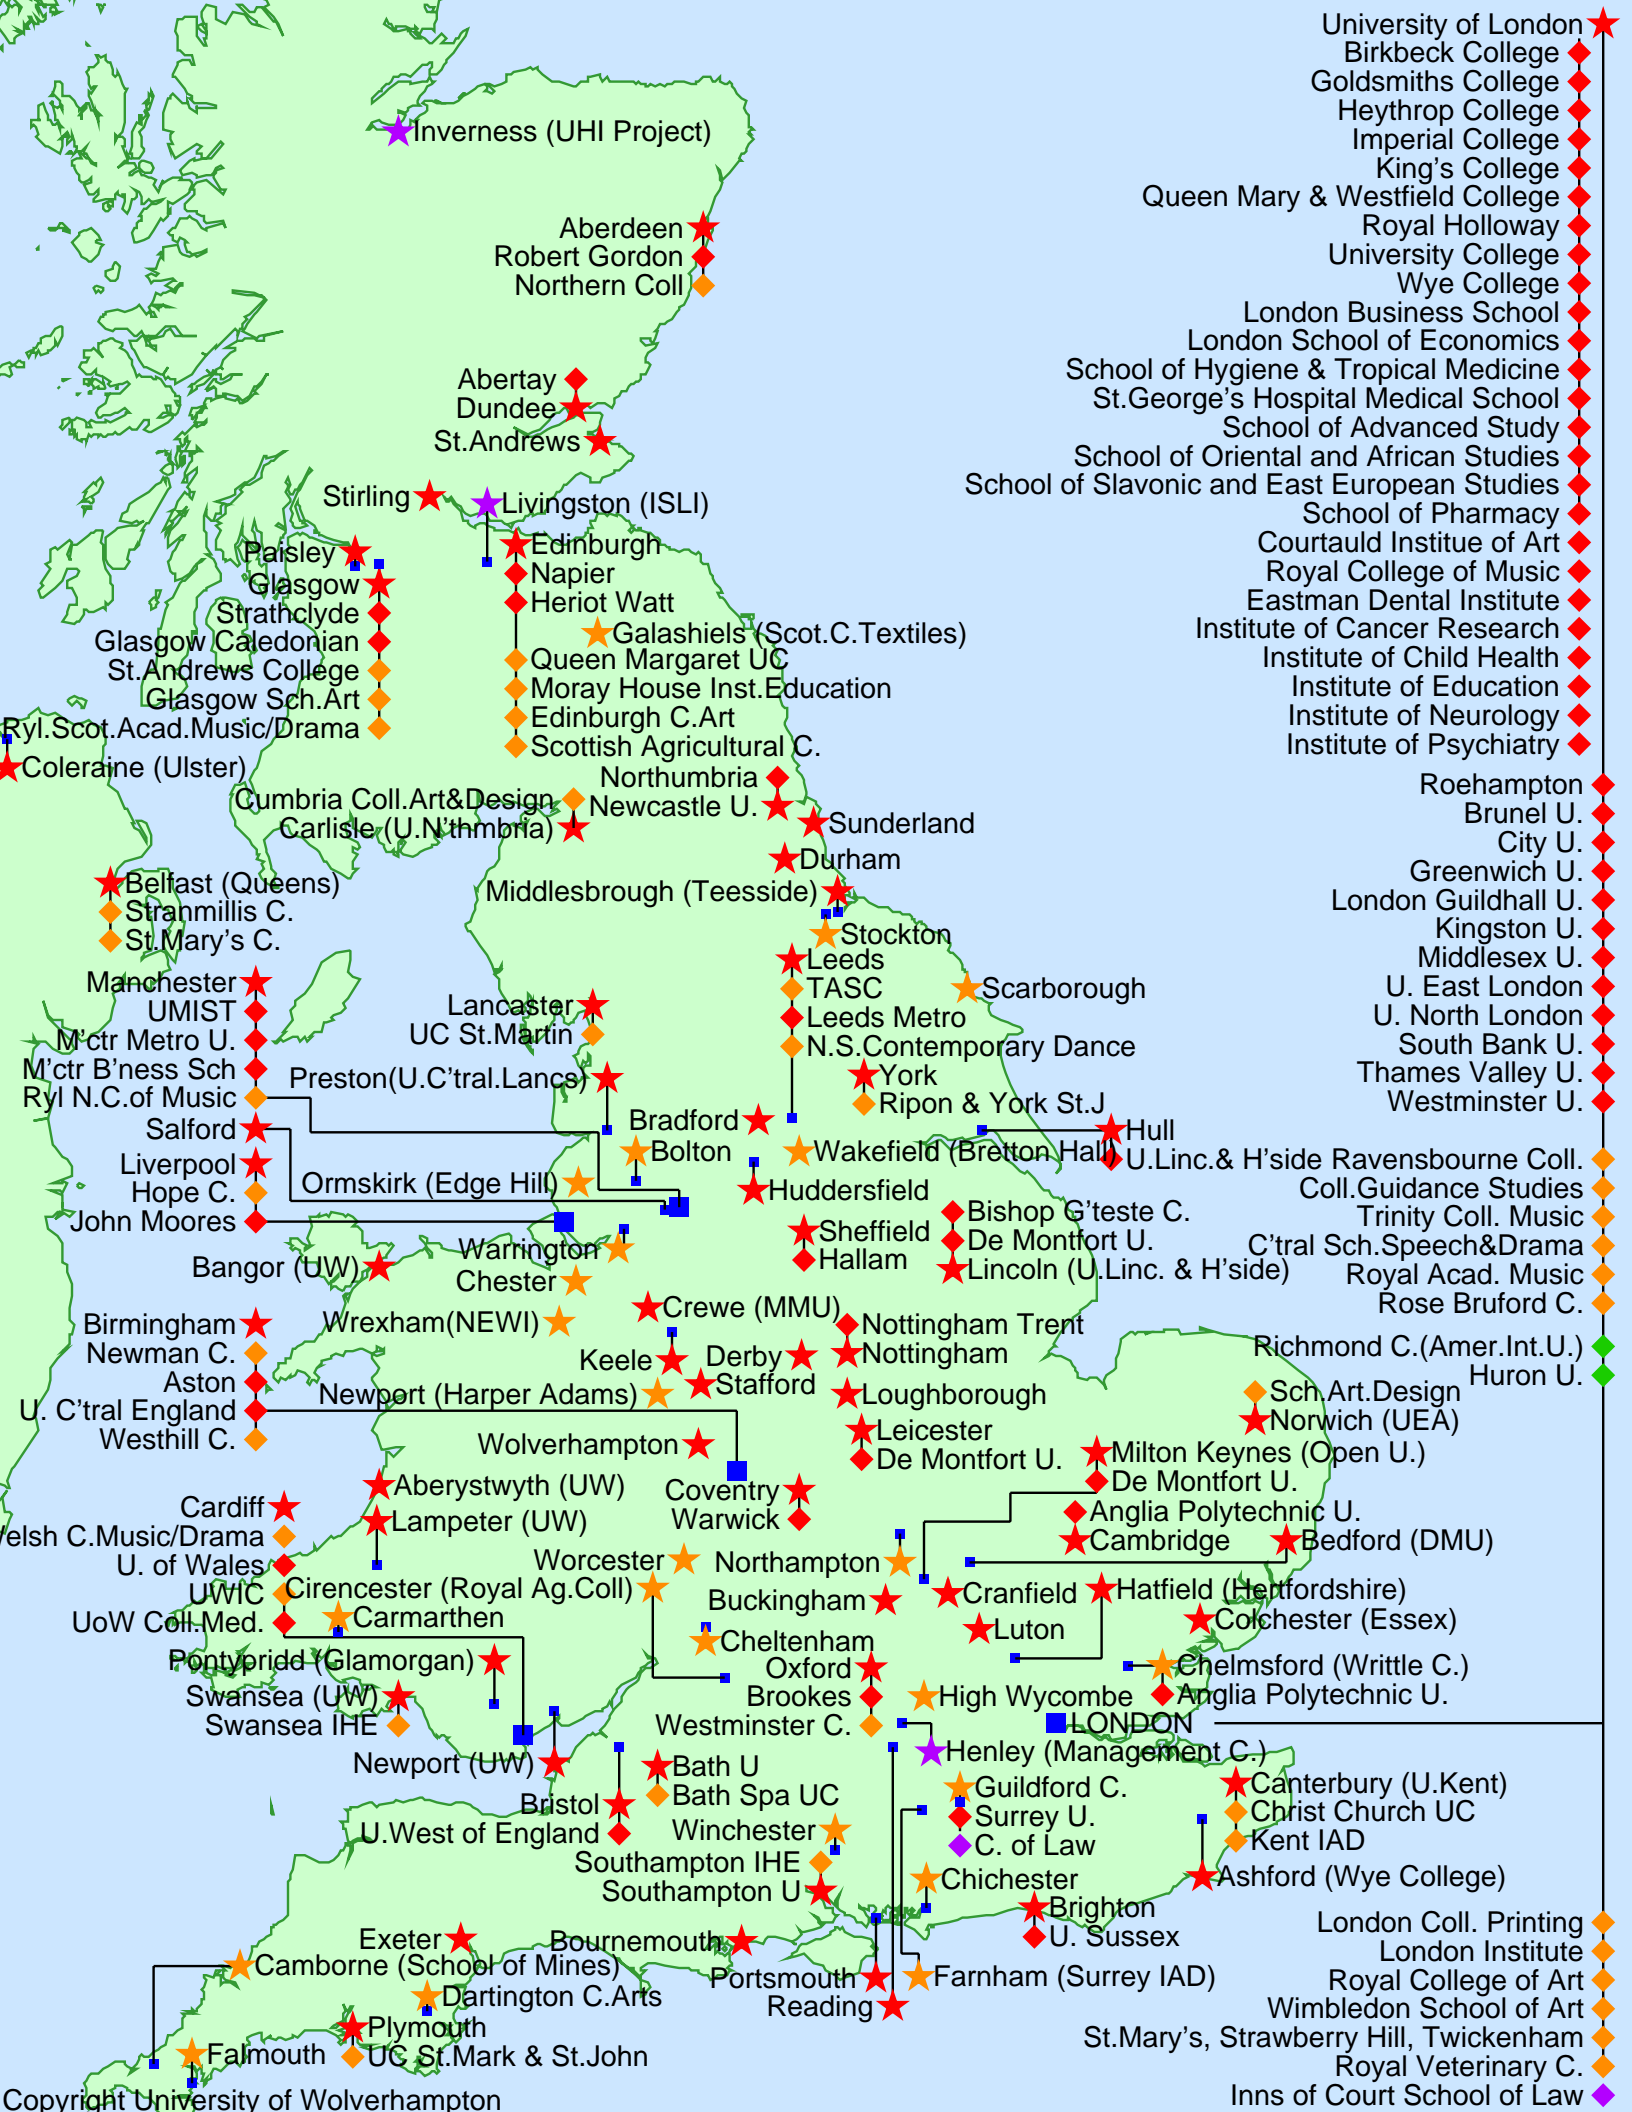 University of London
Birkbeck College
Goldsmiths College
Heythrop College
Imperial College
King's College
Queen Mary & Westfield College
Royal Holloway
University College
Wye College
London Business School
London School of Economics
School of Hygiene & Tropical Medicine
St.George's Hospital Medical School
School of Advanced Study
School of Oriental and African Studies
School of Slavonic and East European Studies
School of Pharmacy
Courtauld Institue of Art
Royal College of Music
Eastman Dental Institute
Institute of Cancer Research
Institute of Child Health
Institute of Education
Institute of Neurology
Institute of Psychiatry
Roehampton
Brunel U.
City U.
Greenwich U.
London Guildhall U.
Kingston U.
Middlesex U.
U. East London
U. North London
South Bank U.
Thames Valley U.
Westminster U.
Ravensbourne Coll.
Coll.Guidance Studies
Trinity Coll. Music
C'tral Sch.Speech&Drama
Royal Acad. Music
Rose Bruford C.
Richmond C.(Amer.Int.U.)
Huron U.
London Coll. Printing
London Institute
Royal College of Art
Wimbledon School of Art
St.Mary's, Strawberry Hill, Twickenham
Royal Veterinary C.
Inns of Court School of Law
Inverness (UHI Project)
Aberdeen
Robert Gordon
Northern Coll
Abertay
Dundee
St.Andrews
Stirling
Livingston (ISLI)
Paisley
Glasgow
Strathclyde
Glasgow Caledonian
St.Andrews College
Glasgow Sch.Art
Ryl.Scot.Acad.Music/Drama
Edinburgh
Napier
Heriot Watt
Galashiels (Scot.C.Textiles)
Queen Margaret UC
Moray House Inst.Education
Edinburgh C.Art
Scottish Agricultural C.
Coleraine (Ulster)
Northumbria
Newcastle U.
Cumbria Coll.Art&Design
Carlisle (U.N'thmbria)
Sunderland
Durham
Middlesbrough (Teesside)
Stockton
Belfast (Queens)
Stranmillis C.
St.Mary's C.
Leeds
TASC
Leeds Metro
N.S.Contemporary Dance
Scarborough
Manchester
UMIST
M'ctr Metro U.
M'ctr B'ness Sch
Ryl N.C.of Music
Salford
Liverpool
Hope C.
John Moores
Lancaster
UC St.Martin
Preston(U.C'tral.Lancs)
York
Ripon & York St.J
Bradford
Bolton
Wakefield (Bretton Hall)
Hull
U.Linc.& H'side
Ormskirk (Edge Hill)
Huddersfield
Bishop G'teste C.
De Montfort U.
Lincoln (U.Linc. & H'side)
Sheffield
Hallam
Warrington
Chester
Bangor (UW)
Wrexham(NEWI)
Crewe (MMU)
Nottingham Trent
Nottingham
Keele
Derby
Stafford
Newport (Harper Adams)
Loughborough
Leicester
De Montfort U.
Birmingham
Newman C.
Aston
U. C'tral England
Westhill C.
Wolverhampton
Sch.Art.Design
Norwich (UEA)
Milton Keynes (Open U.)
De Montfort U.
Aberystwyth (UW)
Lampeter (UW)
Coventry
Warwick
Anglia Polytechnic U.
Cambridge
Bedford (DMU)
Cardiff
elsh C.Music/Drama
U. of Wales
UWIC
UoW Coll.Med.
Worcester
Northampton
Cirencester (Royal Ag.Coll)
Carmarthen
Buckingham
Cranfield
Hatfield (Hertfordshire)
Colchester (Essex)
Luton
Cheltenham
Pontypridd (Glamorgan)
Oxford
Brookes
Westminster C.
Chelmsford (Writtle C.)
Anglia Polytechnic U.
High Wycombe
LONDON
Swansea (UW)
Swansea IHE
Newport (UW)
Henley (Management C.)
Bath U
Bath Spa UC
Bristol
U.West of England
Guildford C.
Surrey U.
C. of Law
Canterbury (U.Kent)
Christ Church UC
Kent IAD
Winchester
Southampton IHE
Southampton U
Chichester
Ashford (Wye College)
Brighton
U. Sussex
Exeter
Bournemouth
Camborne (School of Mines)
Portsmouth
Farnham (Surrey IAD)
Reading
Dartington C.Arts
Plymouth
UC St.Mark & St.John
Falmouth
Copyright University of Wolverhampton